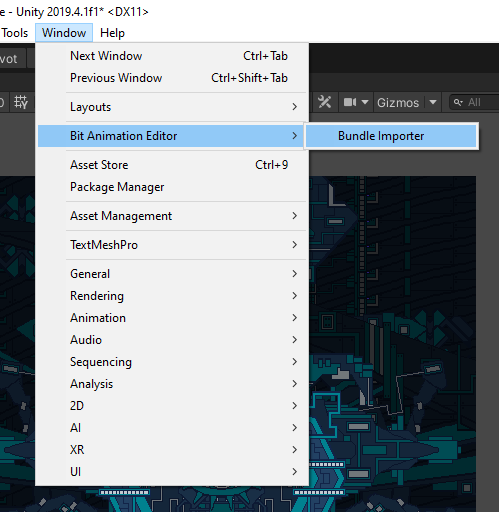 e - Unity 2019.4.1f1* <DX11>
Tools Window Help
Next Window Ctrl+Tab
Previous Window Ctrl+Shift+Tab
Layouts
Bit Animation Editor
Bundle Importer
Asset Store Ctrl+9
Package Manager
Asset Management
TextMeshPro
General
Rendering
Animation
Audio
Sequencing
Analysis
2D
AI
XR
UI
vot
Gizmos
All